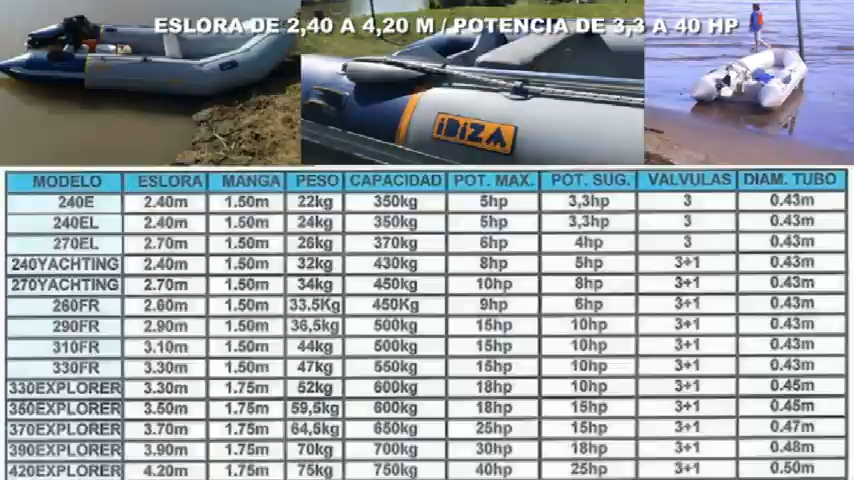 ESLORA DE 2,40 A 4,20 M / POTENCIA DE 3,3 A 40 HP
IBIZA
MODELO ESLORA MANGA PESO CAPACIDAD POT. MAX. POT. SUG. VALVULAS DIAM. TUBO
240E 2.40m 1.50m 22kg 350kg 5hp 3,3hp 3 0.43m
240EL 2.40m 1.50m 24kg 350kg 5hp 3,3hp 3 0.43m
270EL 2.70m 1.50m 26kg 370kg 6hp 4hp 3 0.43m
240YACHTING 2.40m 1.50m 32kg 430kg 8hp 5hp 3+1 0.43m
270YACHTING 2.70m 1.50m 34kg 450kg 10hp 8hp 3+1 0.43m
260FR 2.60m 1.50m 33.5Kg 450Kg 9hp 6hp 3+1 0.43m
290FR 2.90m 1.50m 36,5kg 500kg 15hp 10hp 3+1 0.43m
310FR 3.10m 1.50m 44kg 500kg 15hp 10hp 3+1 0.43m
330FR 3.30m 1.50m 47kg 550kg 15hp 10hp 3+1 0.43m
330EXPLORER 3.30m 1.75m 52kg 600kg 18hp 10hp 3+1 0.45m
350EXPLORER 3.50m 1.75m 59,5kg 600kg 18hp 15hp 3+1 0.45m
370EXPLORER 3.70m 1.75m 64,5kg 650kg 25hp 15hp 3+1 0.47m
390EXPLORER 3.90m 1.75m 70kg 700kg 30hp 18hp 3+1 0.48m
420EXPLORER 4.20m 1.75m 75kg 750kg 40hp 25hp 3+1 0.50m